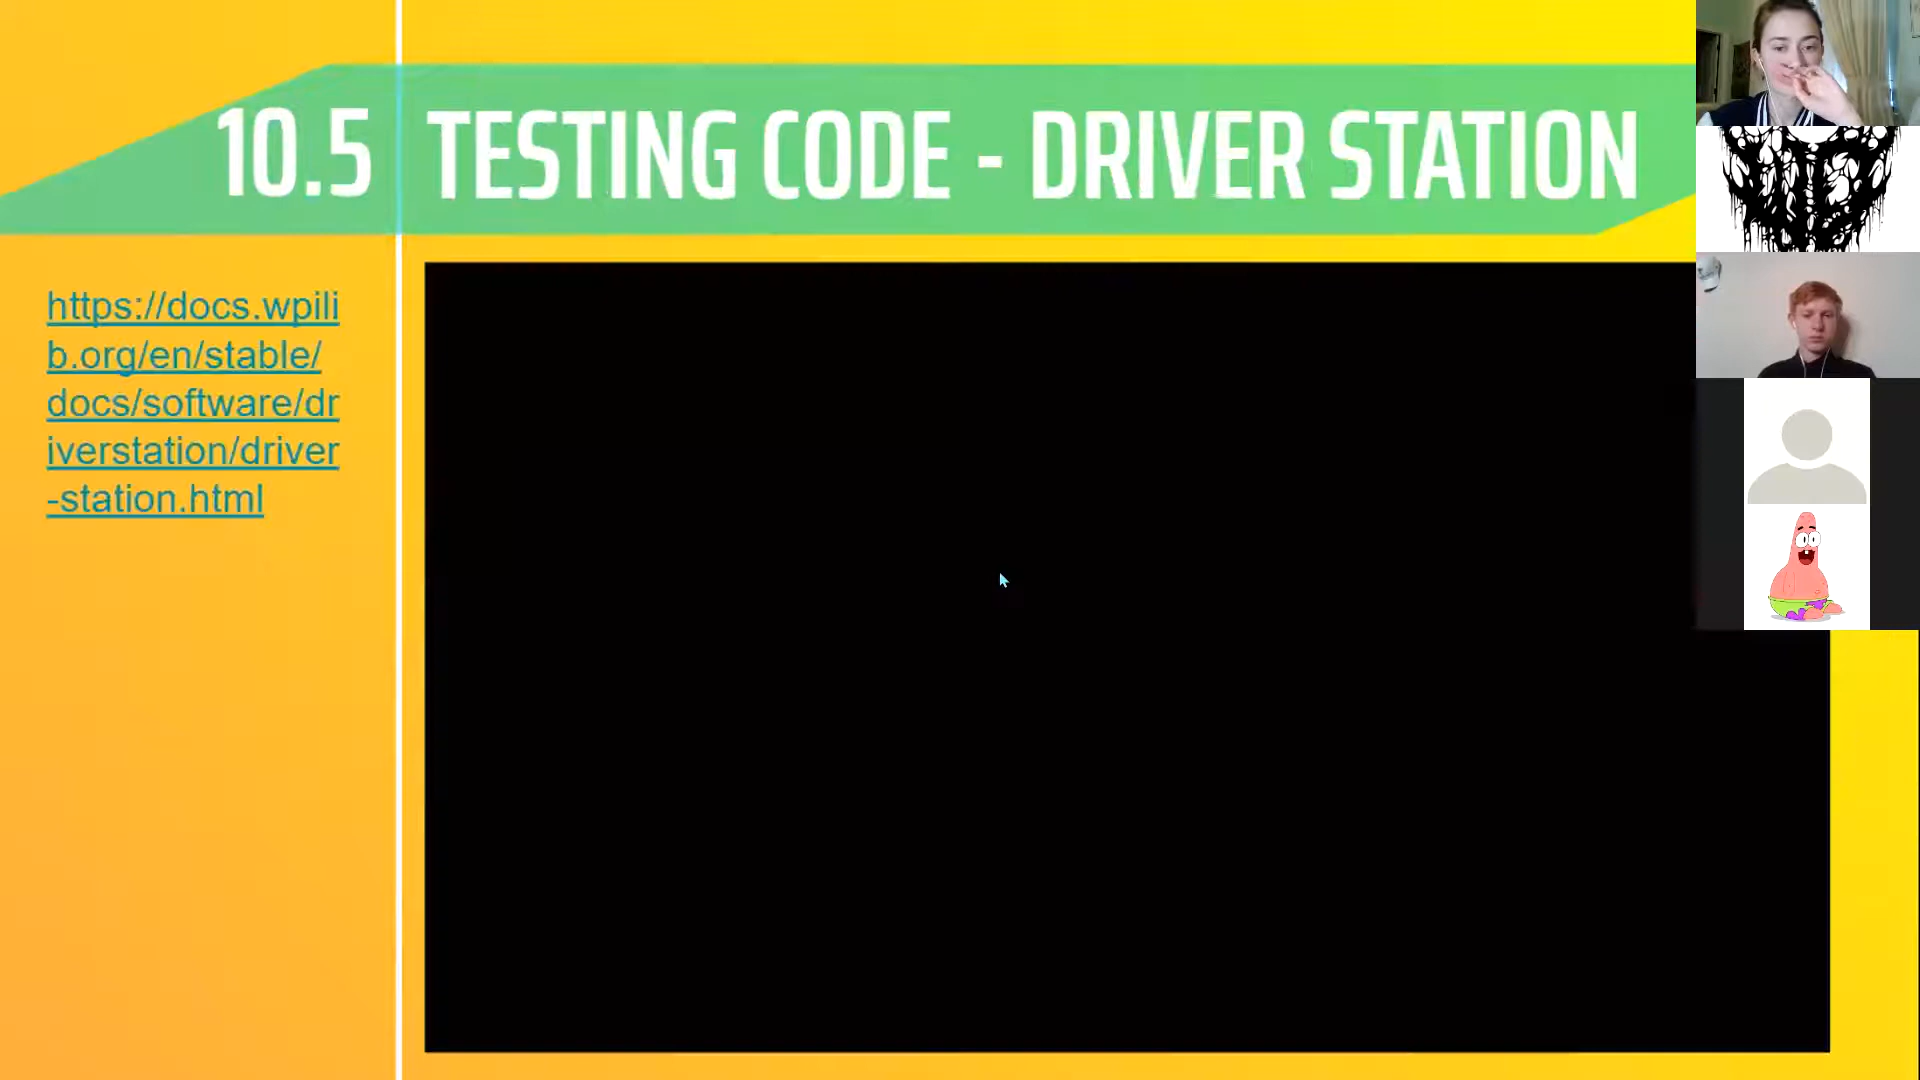 10.5 TESTING CODE - DRIVER STATION
https://docs.wpili
b.org/en/stable/
docs/software/dr
iverstation/driver
-station.html